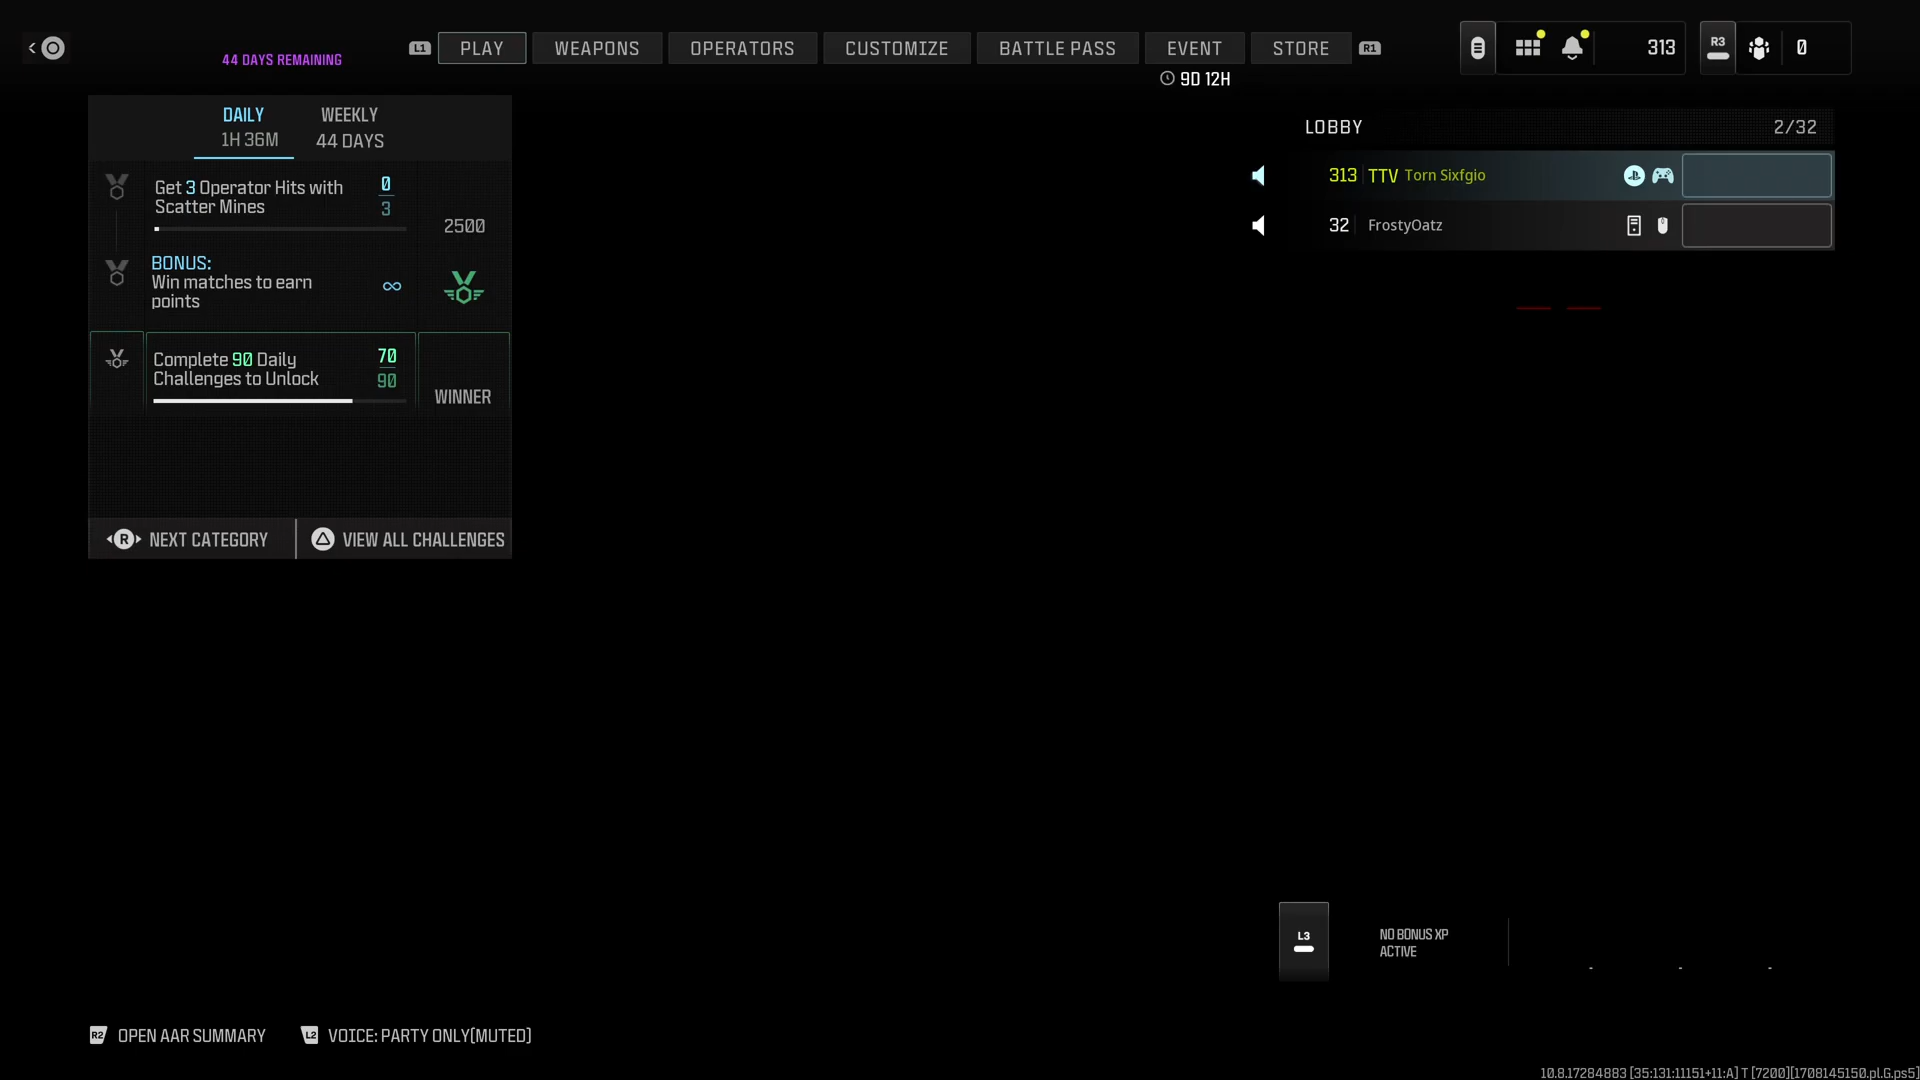 44 DAYS REMAINING
L1 PLAY WEAPONS OPERATORS CUSTOMIZE BATTLE PASS EVENT STORE R1
9D 12H
313 R3 0
DAILY WEEKLY
1H 36M 44 DAYS
Get 3 Operator Hits with
Scatter Mines
0
3
2500
BONUS:
Win matches to earn
points
∞
Complete 90 Daily
Challenges to Unlock
70
90
WINNER
R NEXT CATEGORY VIEW ALL CHALLENGES
LOBBY 2/32
313 TTV Torn Sixfgio
32 FrostyOatz
L3
NO BONUS XP
ACTIVE
R2 OPEN AAR SUMMARY L2 VOICE: PARTY ONLY(MUTED)
10.8.17284883 [35:131:11151+11:A] T [7200][1708145150.pl.G.ps5]